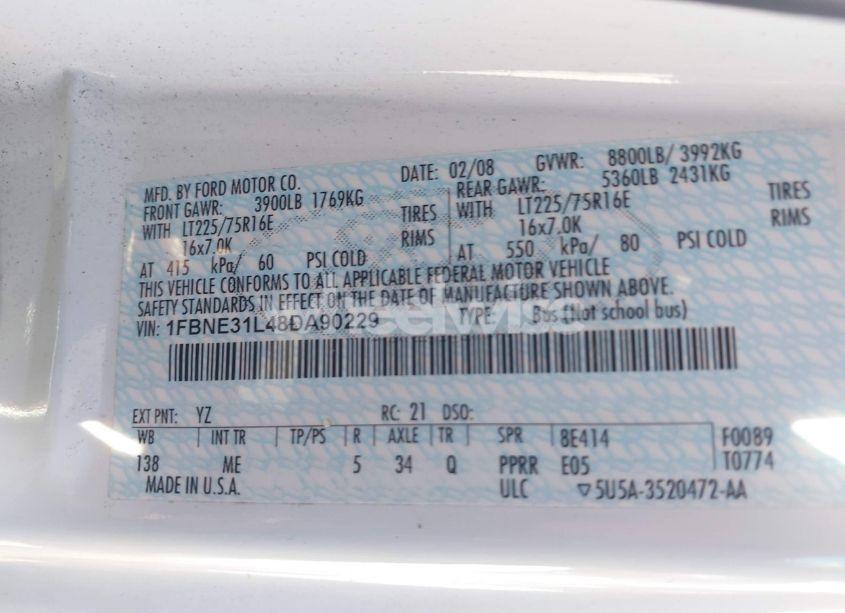 MFD. BY FORD MOTOR CO. DATE: 02/08 GVWR: 8800LB/ 3992KG
FRONT GAWR: 3900LB 1769KG REAR GAWR: 5360LB 2431KG
WITH LT225/75R16E TIRES WITH LT225/75R16E TIRES
16x7.0K RIMS 16x7.0K RIMS
AT 415 kPa/ 60 PSI COLD AT 550 kPa/ 80 PSI COLD
THIS VEHICLE CONFORMS TO ALL APPLICABLE FEDERAL MOTOR VEHICLE
SAFETY STANDARDS IN EFFECT ON THE DATE OF MANUFACTURE SHOWN ABOVE.
VIN: 1FBNE31L48DA90229 TYPE: Bus (Not school bus)
EXT PNT: YZ RC: 21 DSO:
WB INT TR TP/PS R AXLE TR SPR 8E414 F0089
138 ME 5 34 Q PPRR E05 T0774
MADE IN U.S.A. ULC ▽5U5A-3520472-AA